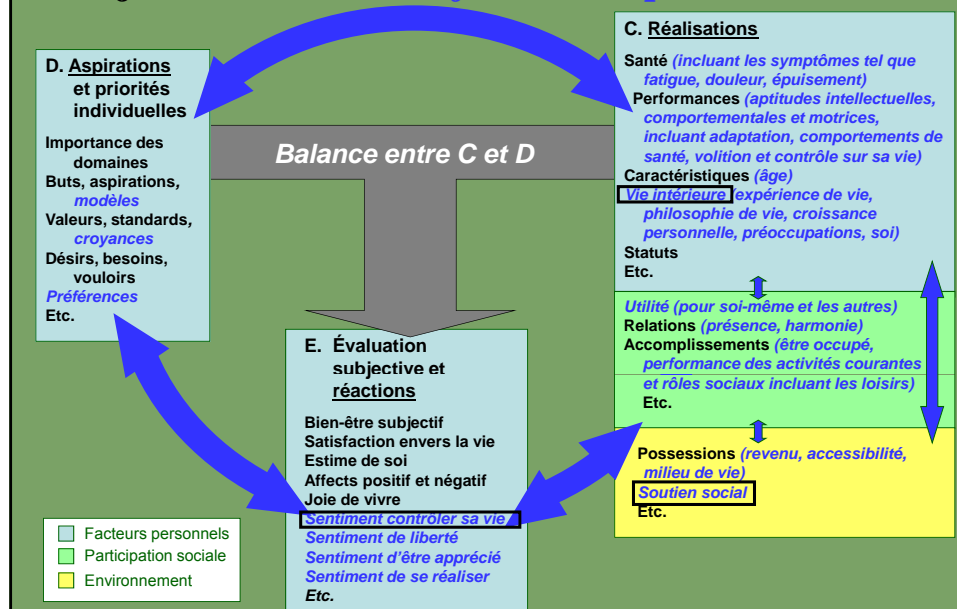 D. Aspirations
et priorités
individuelles
Importance des
domaines
Buts, aspirations,
modèles
Valeurs, standards,
croyances
Désirs, besoins,
vouloirs
Préférences
Etc.
Balance entre C et D
C. Réalisations
Santé (incluant les symptômes tel que
fatigue, douleur, épuisement)
Performances (aptitudes intellectuelles,
comportementales et motrices,
incluant adaptation, comportements de
santé, volition et contrôle sur sa vie)
Caractéristiques (âge)
Vie intérieure (expérience de vie,
philosophie de vie, croissance
personnelle, préoccupations, soi)
Statuts
Etc.
Utilité (pour soi-même et les autres)
Relations (présence, harmonie)
Accomplissements (être occupé,
performance des activités courantes
et rôles sociaux incluant les loisirs)
Etc.
Possessions (revenu, accessibilité,
milieu de vie)
Soutien social
Etc.
E. Évaluation
subjective et
réactions
Bien-être subjectif
Satisfaction envers la vie
Estime de soi
Affects positif et négatif
Joie de vivre
Sentiment contrôler sa vie
Sentiment de liberté
Sentiment d'être apprécié
Sentiment de se réaliser
Etc.
Facteurs personnels
Participation sociale
Environnement